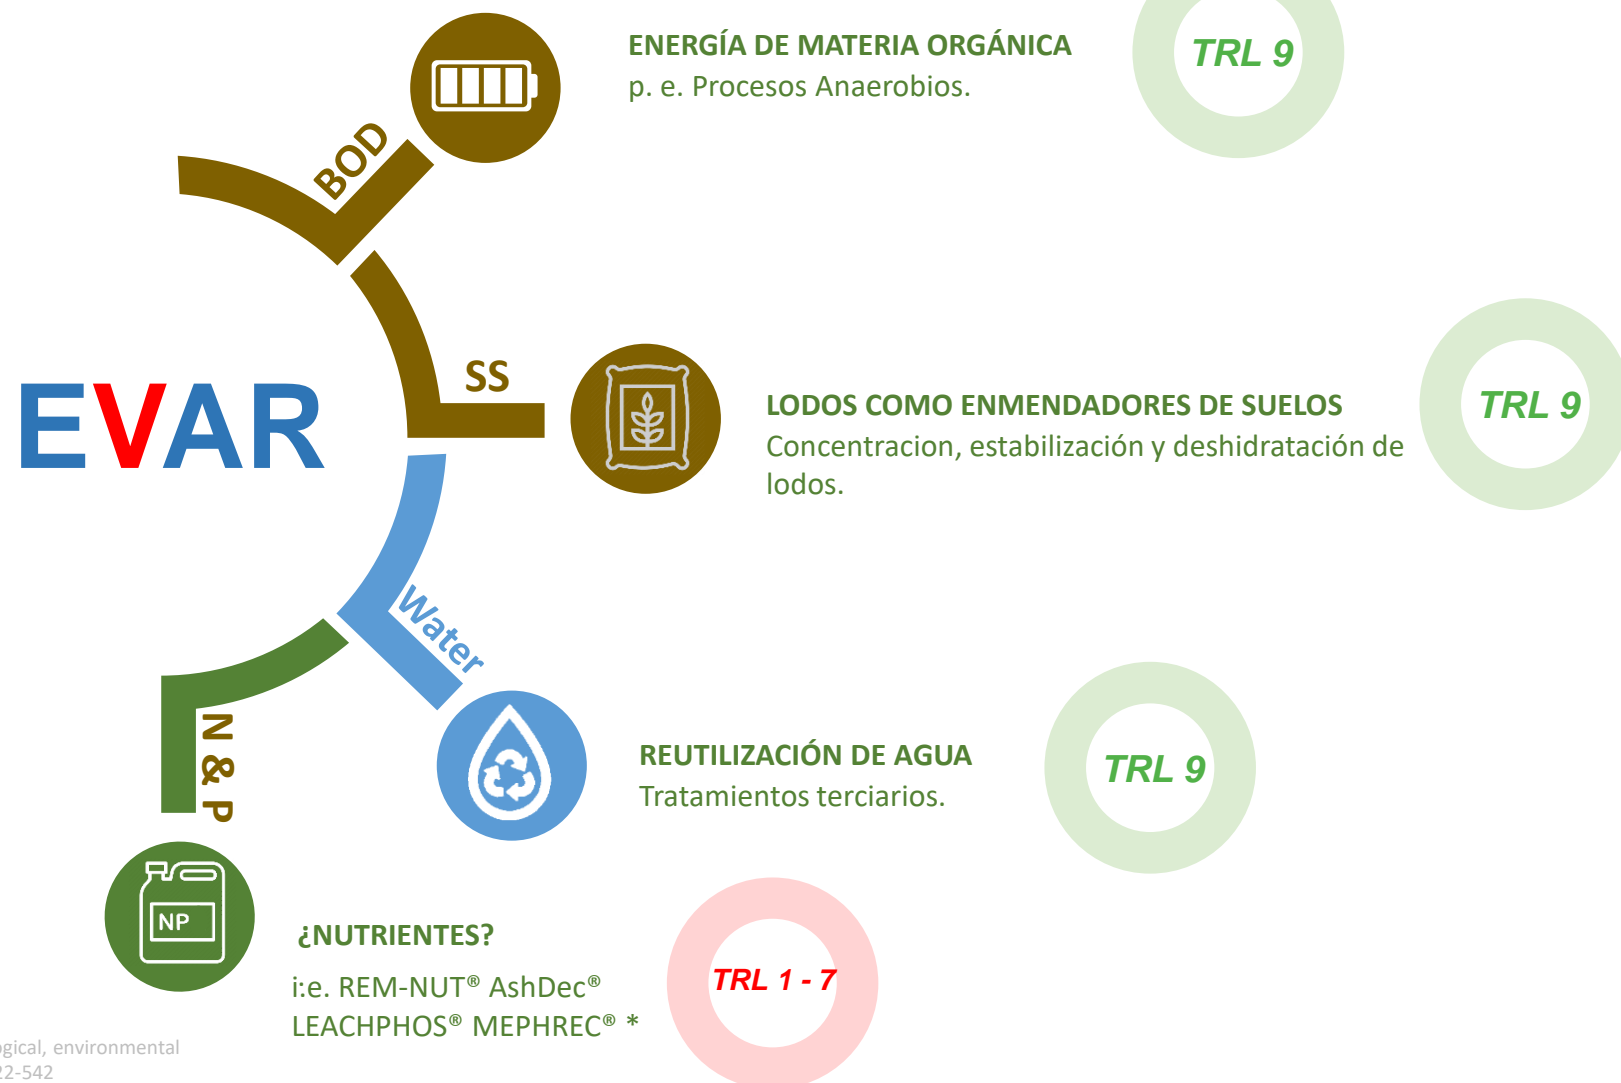 ENERGÍA DE MATERIA ORGÁNICA
p. e. Procesos Anaerobios.
TRL 9
BOD
SS
EVAR
LODOS COMO ENMENDADORES DE SUELOS
Concentracion, estabilización y deshidratación de
lodos.
TRL 9
Water
N & P
REUTILIZACIÓN DE AGUA
Tratamientos terciarios.
TRL 9
NP
¿NUTRIENTES?
i:e. REM-NUT® AshDec®
LEACHPHOS® MEPHREC® *
TRL 1 - 7
environmental
22-542